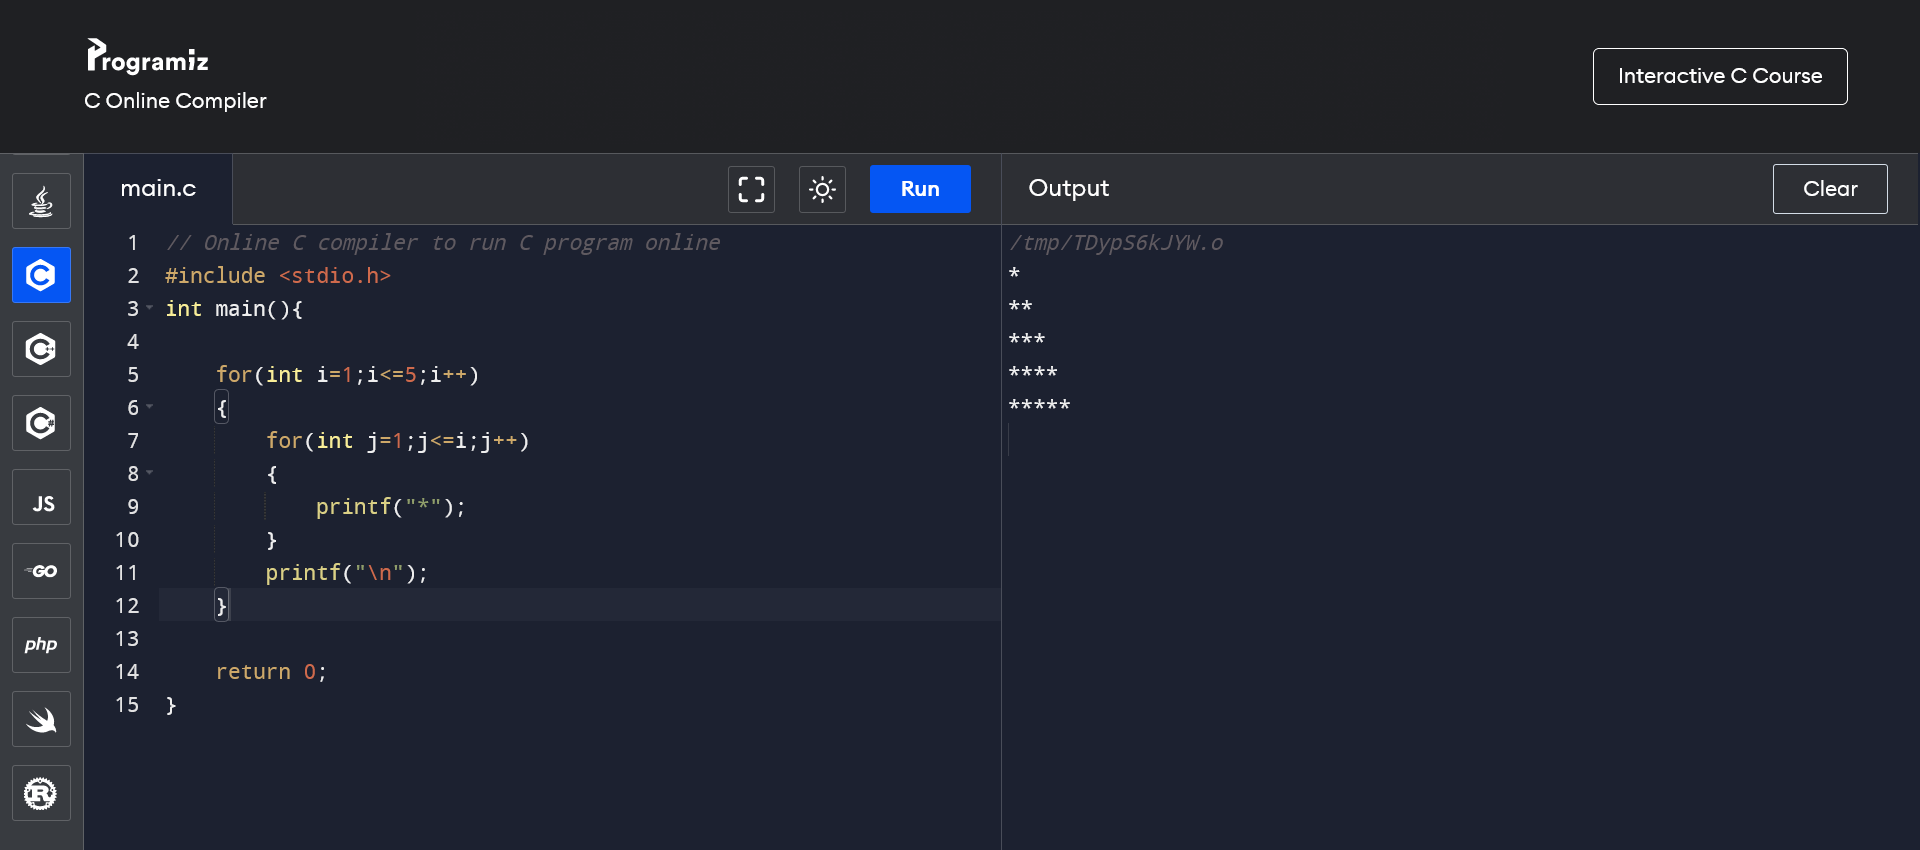 Programiz
C Online Compiler
Interactive C Course
main.c
Run
Output
Clear
1 // Online C compiler to run C program online
2 #include <stdio.h>
3 int main(){
4
5     for(int i=1;i<=5;i++)
6     {
7         for(int j=1;j<=i;j++)
8         {
9             printf("*");
10         }
11         printf("\n");
12     }
13
14     return 0;
15 }
/tmp/TDypS6kJYW.o
*
**
***
****
*****
C
C++
C#
JS
GO
php
R